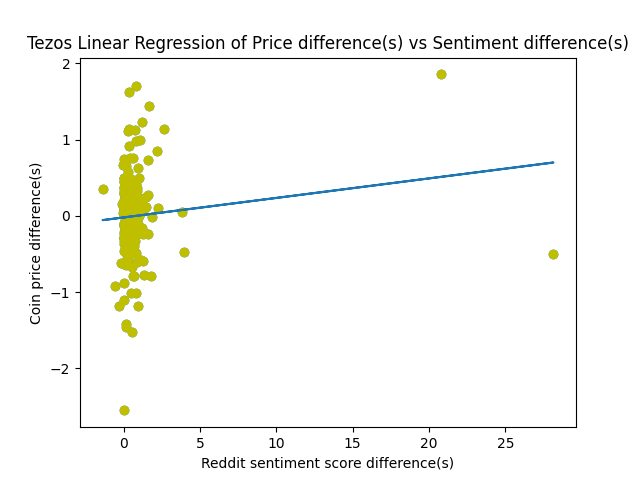 Tezos Linear Regression of Price difference(s) vs Sentiment difference(s)
2
1
0
−1
−2
Coin price difference(s)
0 5 10 15 20 25
Reddit sentiment score difference(s)